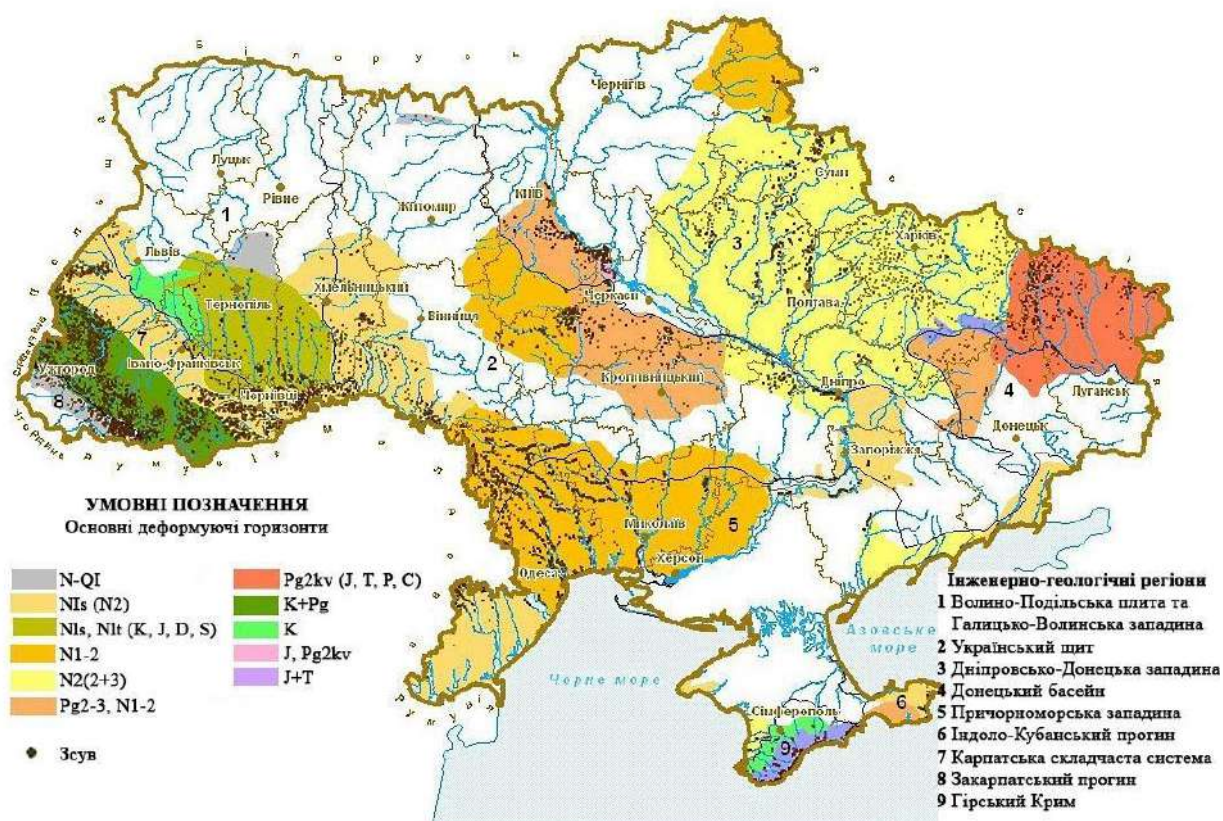 Білорусь
Чернігів
Луцьк
Рівне
Житомир
КИЇВ
Суми
1
3
Львів
Харків
Тернопіль
Хмельницький
Вінниця
Черкаси
Полтава
7
2
Івано-Франківськ
Ужгород
Кропивницький
Дніпро
4
Луганськ
8
Чернівці
Донецьк
Запоріжжя
Угорщина
Румунія
Миколаїв
5
Херсон
Одеса
Азовське
море
Чорне море
Сімферополь
6
9
УМОВНІ ПОЗНАЧЕННЯ
Основні деформуючі горизонти
N-QI
NIs (N2)
Nls, Nlt (K, J, D, S)
N1-2
N2(2+3)
Pg2-3, N1-2
Pg2kv (J, T, P, C)
K+Pg
K
J, Pg2kv
J+T
Зсув
Інженерно-геологічні регіони
1 Волино-Подільська плита та
Галицько-Волинська западина
2 Український щит
3 Дніпровсько-Донецька западина
4 Донецький басейн
5 Причорноморська западина
6 Індоло-Кубанський прогин
7 Карпатська складчаста система
8 Закарпатський прогин
9 Гірський Крим